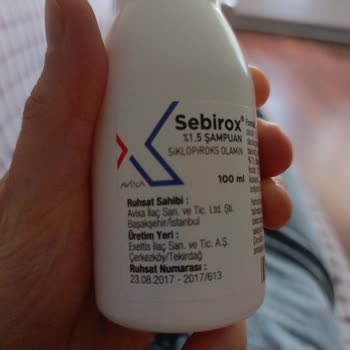 Sebirox®
%1,5 ŞAMPUAN
SİKLOPİROKS OLAMİN
100 ml
AVİXA
Ruhsat Sahibi :
Avixa İlaç San. ve Tic. Ltd. Şti.
Başakşehir/İstanbul
Üretim Yeri :
Exeltis İlaç San. ve Tic. A.Ş.
Çerkezköy/Tekirdağ
Ruhsat Numarası :
23.08.2017 - 2017/613